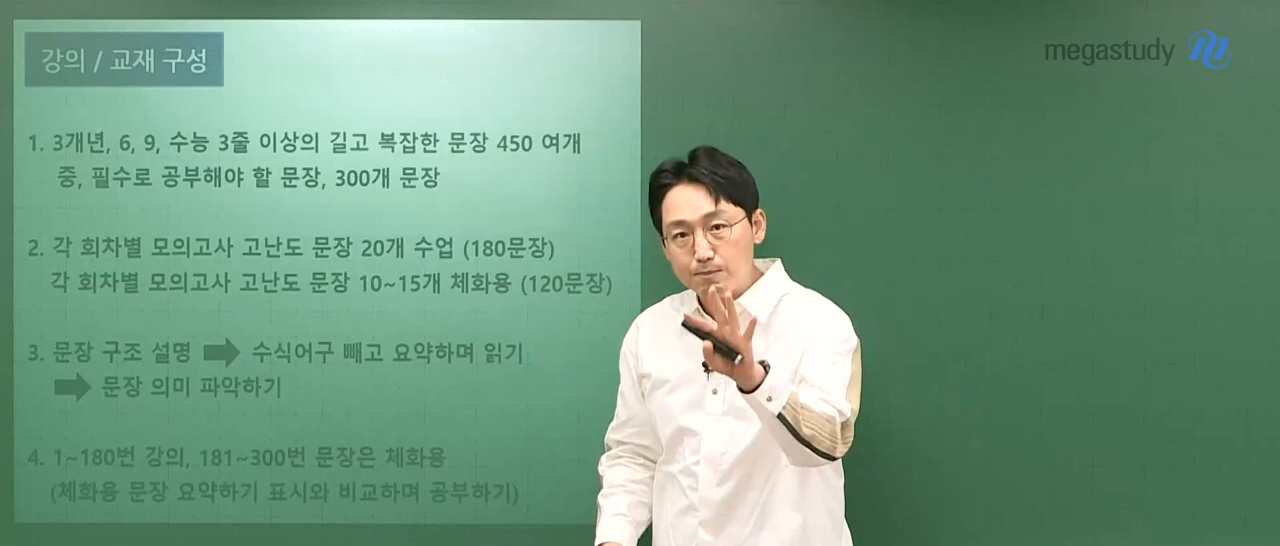 강의 / 교재 구성
megastudy
1. 3개년, 6, 9, 수능 3줄 이상의 길고 복잡한 문장 450 여개
중, 필수로 공부해야 할 문장, 300개 문장
2. 각 회차별 모의고사 고난도 문장 20개 수업 (180문장)
각 회차별 모의고사 고난도 문장 10~15개 체화용 (120문장)
3. 문장 구조 설명 ➡ 수식어구 빼고 요약하며 읽기
➡ 문장 의미 파악하기
4. 1~180번 강의, 181~300번 문장은 체화용
(체화용 문장 요약하기 표시와 비교하며 공부하기)